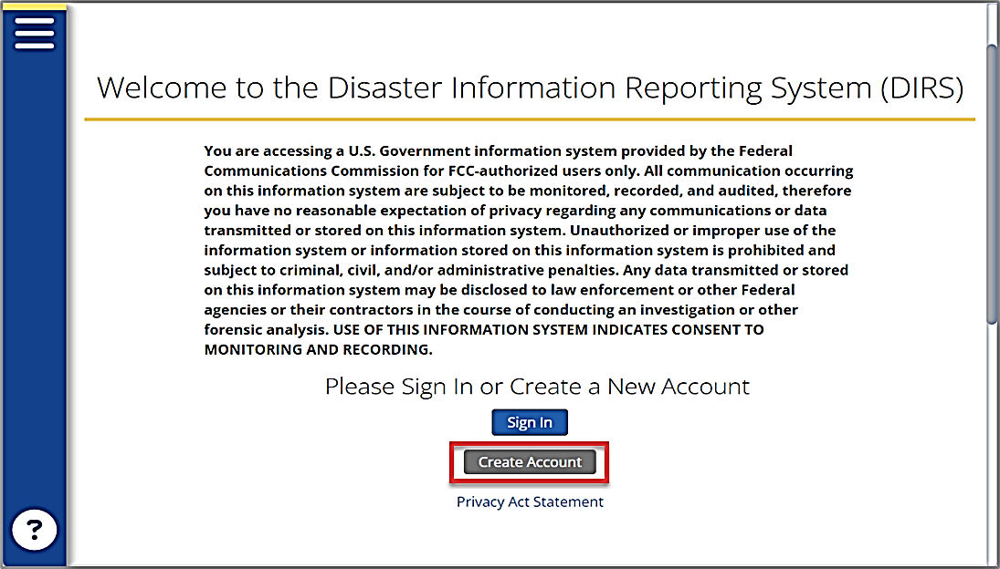 Welcome to the Disaster Information Reporting System (DIRS)
You are accessing a U.S. Government information system provided by the Federal
Communications Commission for FCC-authorized users only. All communication occurring
on this information system are subject to be monitored, recorded, and audited, therefore
you have no reasonable expectation of privacy regarding any communications or data
transmitted or stored on this information system. Unauthorized or improper use of the
information system or information stored on this information system is prohibited and
subject to criminal, civil, and/or administrative penalties. Any data transmitted or stored
on this information system may be disclosed to law enforcement or other Federal
agencies or their contractors in the course of conducting an investigation or other
forensic analysis. USE OF THIS INFORMATION SYSTEM INDICATES CONSENT TO
MONITORING AND RECORDING.
Please Sign In or Create a New Account
Sign In
Create Account
Privacy Act Statement
?